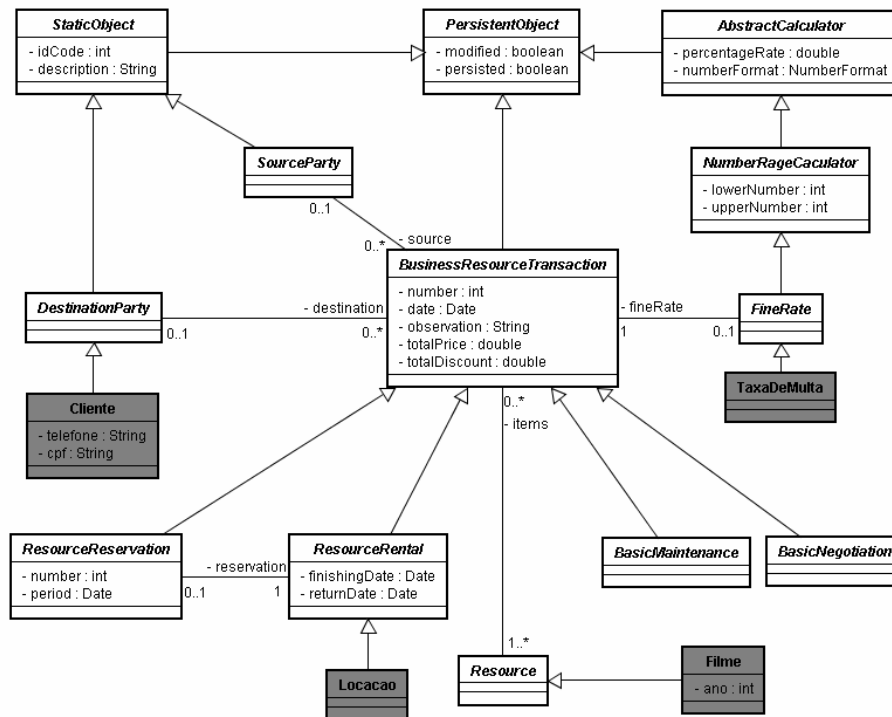 StaticObject
- idCode : int
- description : String
PersistentObject
- modified : boolean
- persisted : boolean
AbstractCalculator
- percentageRate : double
- numberFormat : NumberFormat
SourceParty
0..1
0..*
- source
NumberRageCaculator
- lowerNumber : int
- upperNumber : int
DestinationParty
0..1
- destination
0..*
BusinessResourceTransaction
- number : int
- date : Date
- observation : String
- totalPrice : double
- totalDiscount : double
- fineRate
1
0..1
FineRate
TaxaDeMulta
Cliente
- telefone : String
- cpf : String
0..*
- items
ResourceReservation
- number : int
- period : Date
- reservation
0..1
1
ResourceRental
- finishingDate : Date
- returnDate : Date
BasicMaintenance
BasicNegotiation
1..*
Locacao
Resource
Filme
- ano : int